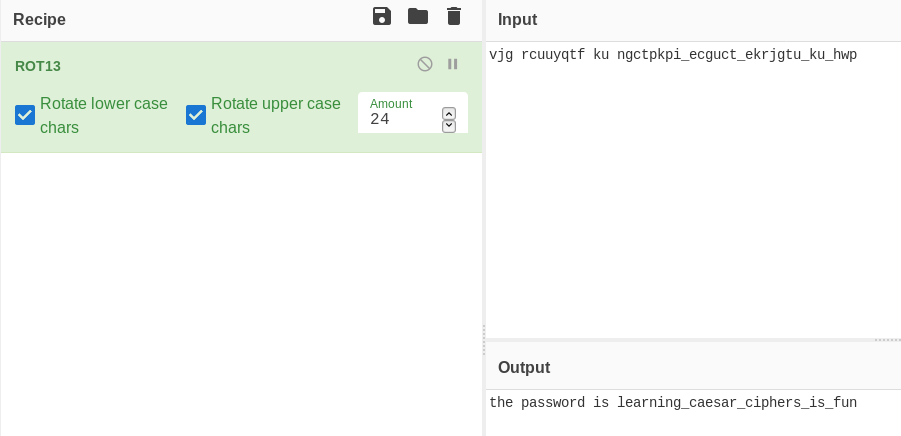 Recipe
ROT13
Rotate lower case
chars
Rotate upper case
chars
Amount
24
Input
vjg rcuuyqtf ku ngctpkpi_ecguct_ekrjgtu_ku_hwp
Output
the password is learning_caesar_ciphers_is_fun